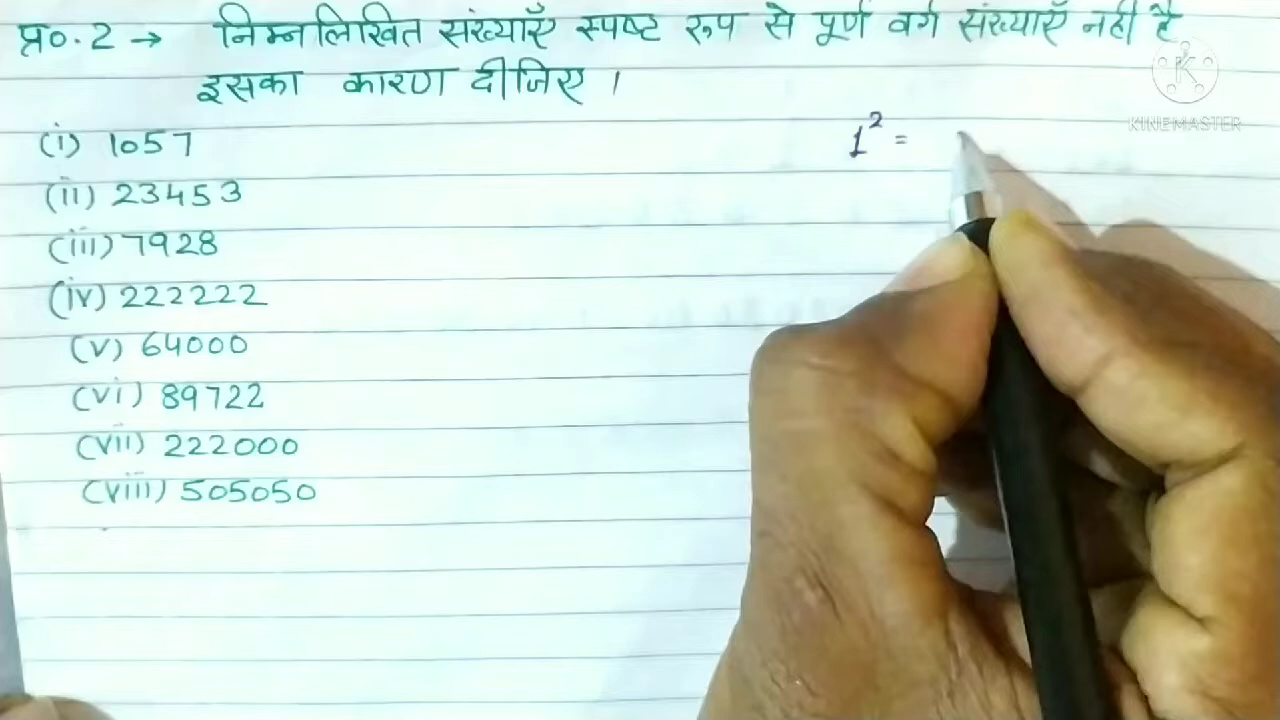 प्र०.2 → निम्नलिखित संख्याएँ स्पष्ट रुप से पूर्ण वर्ग संख्याएँ नही है
इसका कारण दीजिए ।
(i) 1057
(ii) 23453
(iii) 7928
(iv) 222222
(v) 64000
(vi) 89722
(vii) 222000
(viii) 505050
1² =
KINEMASTER